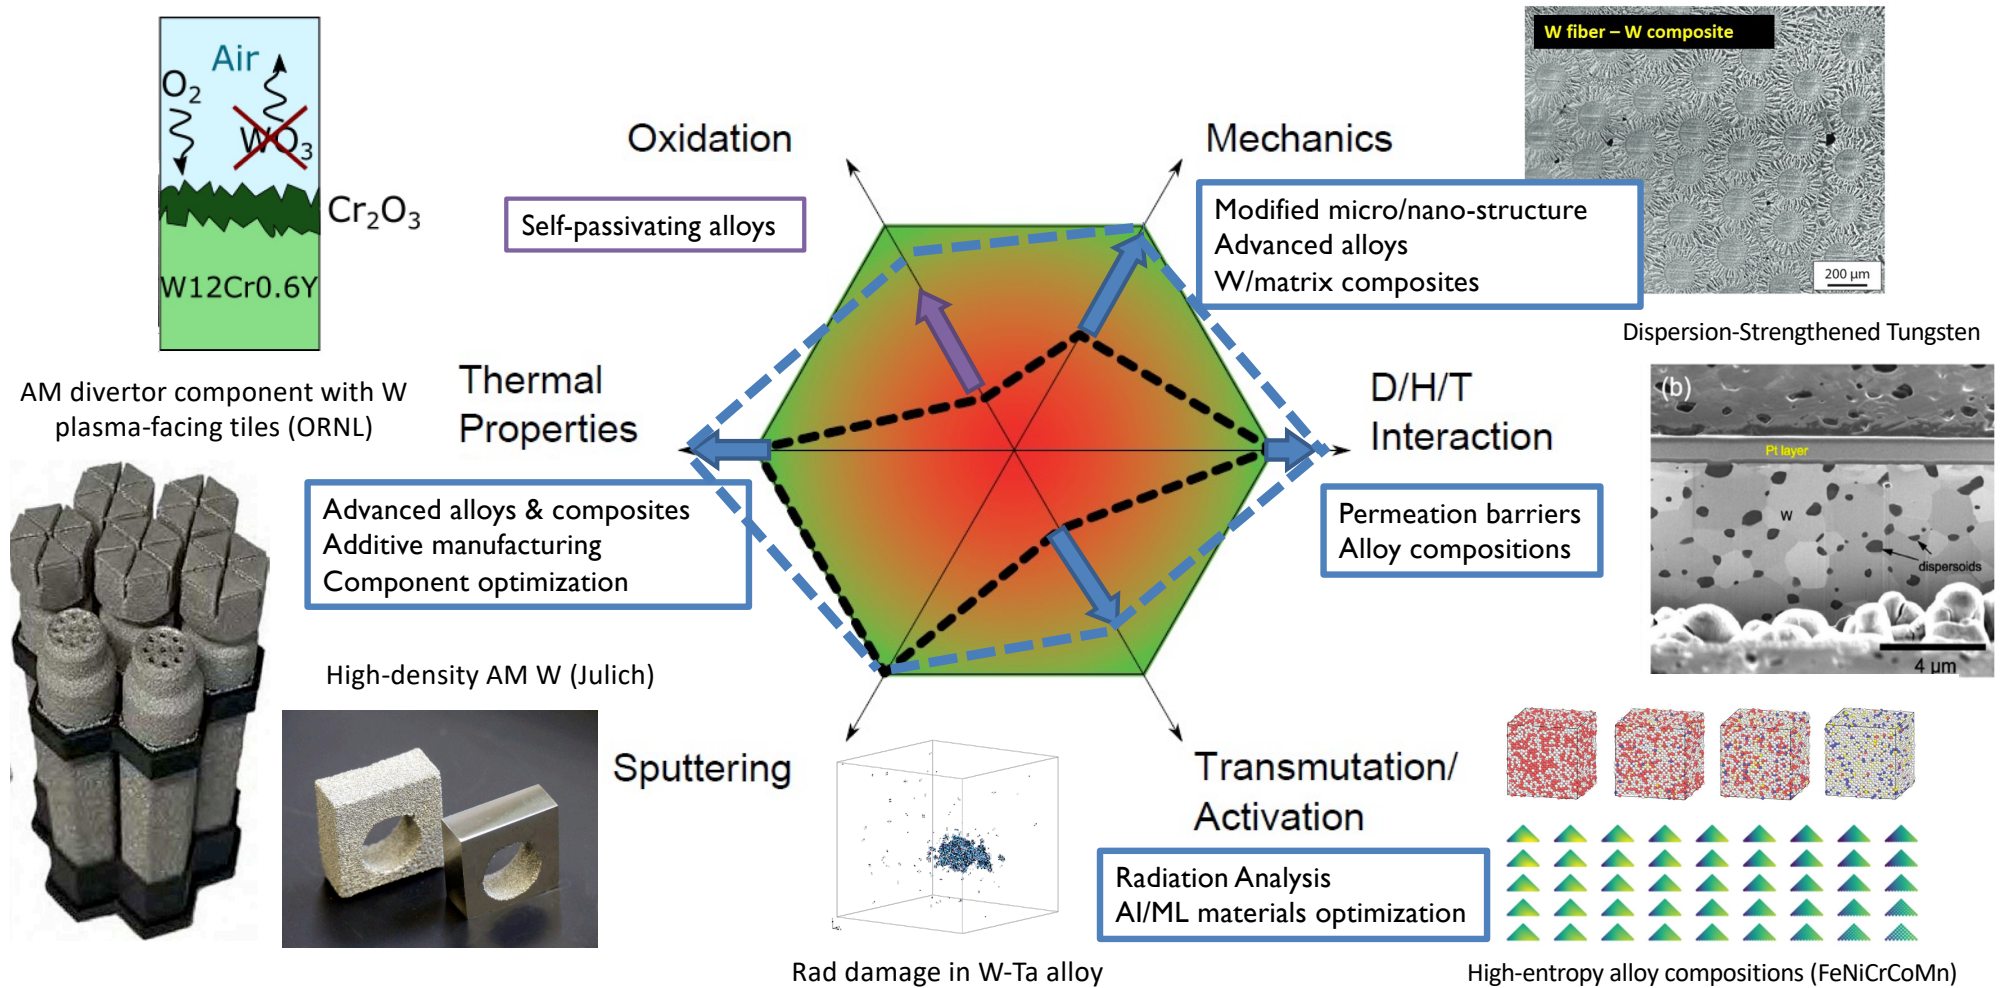 Air
O2
WO3
Cr2O3
W12Cr0.6Y
AM divertor component with W
plasma-facing tiles (ORNL)
Oxidation
Self-passivating alloys
Mechanics
Modified micro/nano-structure
Advanced alloys
W/matrix composites
W fiber – W composite
200 µm
Dispersion-Strengthened Tungsten
Thermal
Properties
Advanced alloys & composites
Additive manufacturing
Component optimization
D/H/T
Interaction
Permeation barriers
Alloy compositions
(b)
Pt layer
W
dispersoids
4 µm
High-density AM W (Julich)
Sputtering
Transmutation/
Activation
Radiation Analysis
AI/ML materials optimization
Rad damage in W-Ta alloy
High-entropy alloy compositions (FeNiCrCoMn)